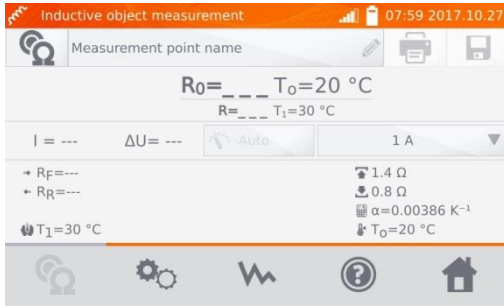 Inductive object measurement 07:59 2017.10.27
Measurement point name
R₀=_ _ _ T₀=20 °C
R=_ _ _ T₁=30 °C
I = --- ΔU= --- Auto 1 A
→ RF=--- 1.4 Ω
← RR=--- 0.8 Ω
α=0.00386 K⁻¹
T₁=30 °C T₀=20 °C